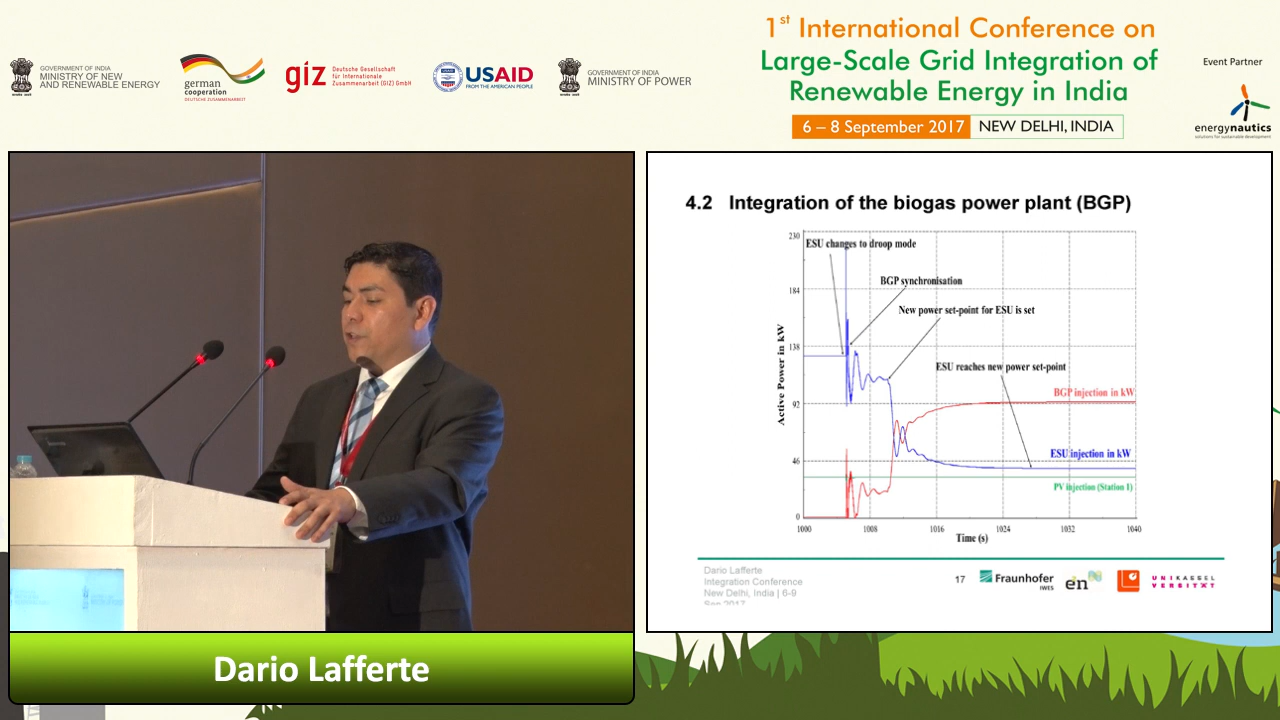 GOVERNMENT OF INDIA
MINISTRY OF NEW
AND RENEWABLE ENERGY
german
cooperation
DEUTSCHE ZUSAMMENARBEIT
giz
Deutsche Gesellschaft
für Internationale
Zusammenarbeit (GIZ) GmbH
USAID
FROM THE AMERICAN PEOPLE
GOVERNMENT OF INDIA
MINISTRY OF POWER
1st International Conference on
Large-Scale Grid Integration of
Renewable Energy in India
6 – 8 September 2017 NEW DELHI, INDIA
Event Partner
energynautics
solutions for sustainable development
4.2 Integration of the biogas power plant (BGP)
230
ESU changes to droop mode
BGP synchronisation
184
New power set-point for ESU is set
138
ESU reaches new power set-point
BGP injection in kW
92
ESU injection in kW
46
PV injection (Station 1)
0
Active Power in kW
1000 1008 1016 1024 1032 1040
Time (s)
Dario Lafferte
Integration Conference
New Delhi, India | 6-9
Sep 2017
17
Fraunhofer
IWES
en
UNIKASSEL
VERSITÄT
Dario Lafferte